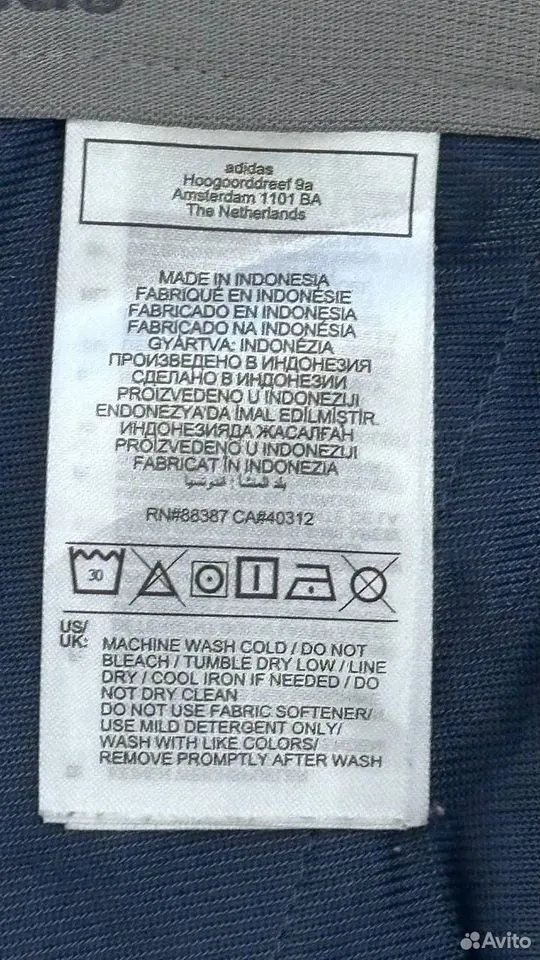 adidas
Hoogoorddreef 9a
Amsterdam 1101 BA
The Netherlands
MADE IN INDONESIA
FABRIQUÉ EN INDONÉSIE
FABRICADO EN INDONESIA
FABRICADO NA INDONÉSIA
GYÁRTVA: INDONÉZIA
ПРОИЗВЕДЕНО В ИНДОНЕЗИЯ
СДЕЛАНО В ИНДОНЕЗИИ
PROIZVEDENO U INDONEZIJI
ENDONEZYA'DA İMAL EDİLMİŞTİR.
ИНДОНЕЗИЯДА ЖАСАЛҒАН
PROIZVEDENO U INDONEZIJI
FABRICAT ÎN INDONEZIA
بلد المنشأ: اندونسيا
RN#88387 CA#40312
30
US/
UK: MACHINE WASH COLD / DO NOT
BLEACH / TUMBLE DRY LOW / LINE
DRY / COOL IRON IF NEEDED / DO
NOT DRY CLEAN
DO NOT USE FABRIC SOFTENER/
USE MILD DETERGENT ONLY/
WASH WITH LIKE COLORS/
REMOVE PROMPTLY AFTER WASH
Avito